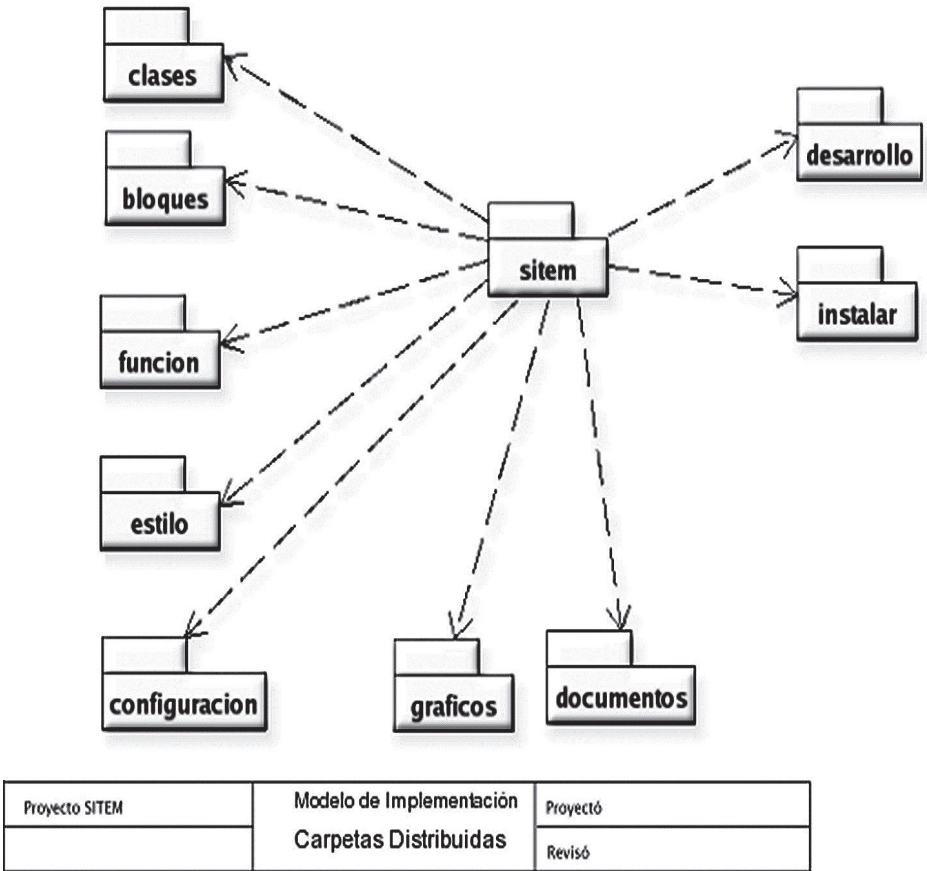 clases
bloques
desarrollo
sitem
instalar
funcion
estilo
configuracion
graficos
documentos
Proyecto SITEM
Modelo de Implementación
Carpetas Distribuidas
Proyectó
Revisó